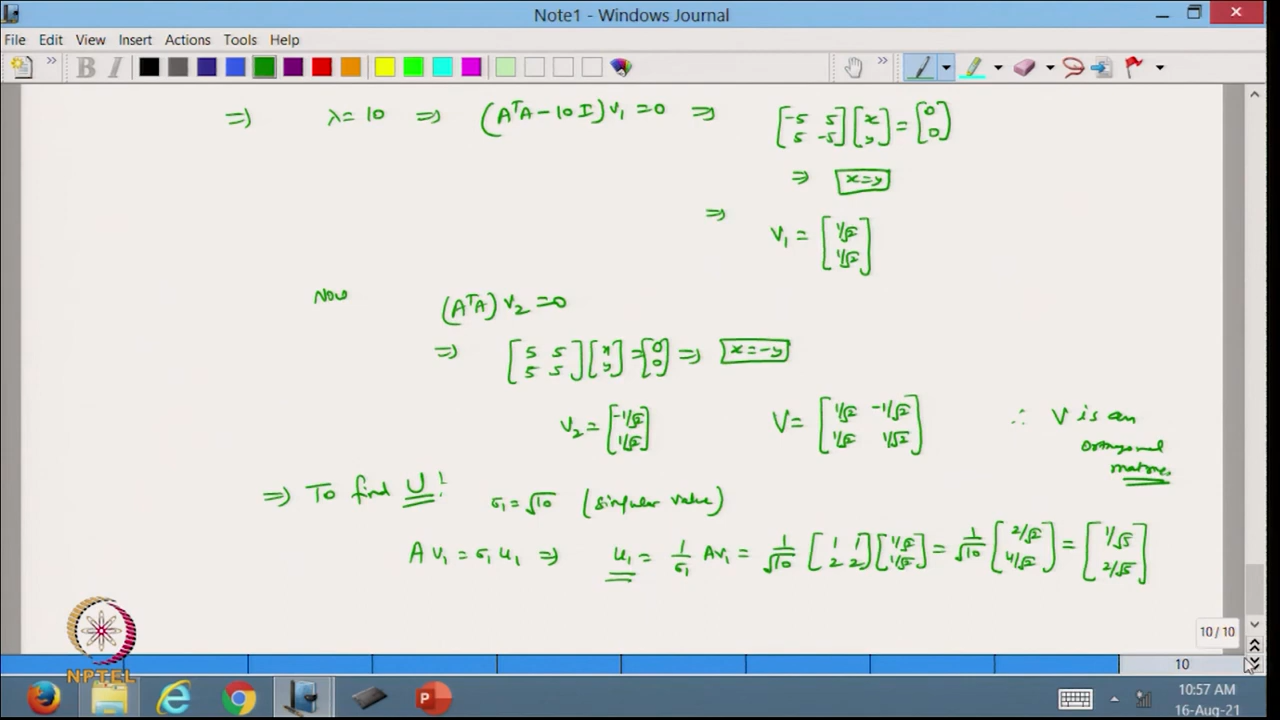 Note1 - Windows Journal
File Edit View Insert Actions Tools Help
⇒ λ = 10 ⇒ (AᵀA - 10 I) v₁ = 0 ⇒ [-5 5; 5 -5] [x; y] = [0; 0]
⇒ x = y
⇒ v₁ = [1/√2; 1/√2]
Now (AᵀA) v₂ = 0
⇒ [5 5; 5 5] [x; y] = [0; 0] ⇒ x = -y
v₂ = [-1/√2; 1/√2] V = [1/√2 -1/√2; 1/√2 1/√2] ∴ V is an
orthogonal
matrix
⇒ To find U! σ₁ = √10 (singular value)
A v₁ = σ₁ u₁ ⇒ u₁ = 1/σ₁ Av₁ = 1/√10 [1 1; 2 2] [1/√2; 1/√2] = 1/√10 [2/√2; 4/√2] = [1/√5; 2/√5]
10 / 10
NPTEL
10
10:57 AM
16-Aug-21